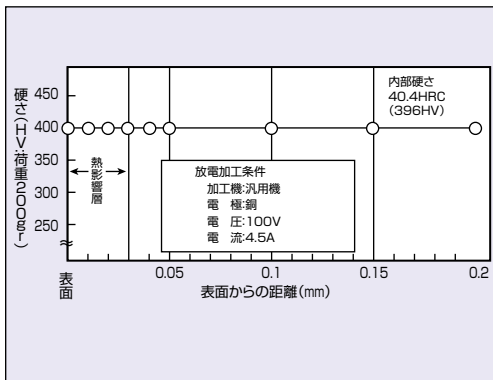 硬さ(HV:荷重200gr)
450
400
350
300
250
熱影響層
内部硬さ
40.4HRC
(396HV)
放電加工条件
加工機:汎用機
電 極:銅
電 圧:100V
電 流:4.5A
表面
0.05
0.1
0.15
0.2
表面からの距離(mm)